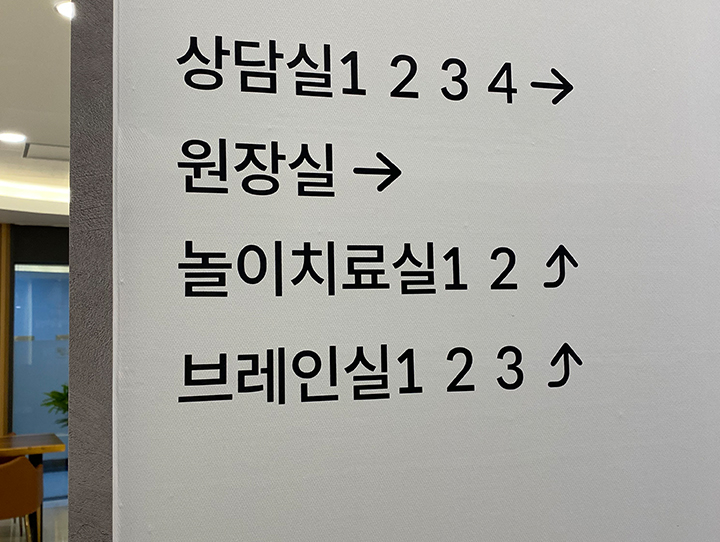 상담실1 2 3 4 →
원장실 →
놀이치료실1 2 ⤴
브레인실1 2 3 ⤴